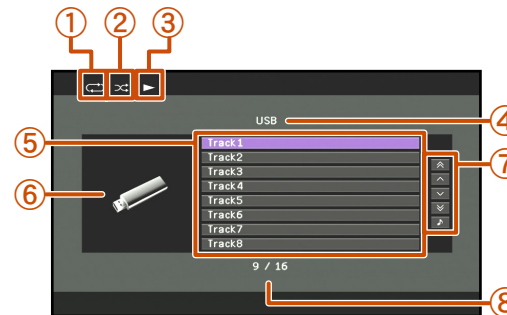 ① ② ③
USB ④
⑤ Track1
Track2 ⑦
Track3
Track4
⑥ Track5
Track6
Track7
Track8
9 / 16
⑧